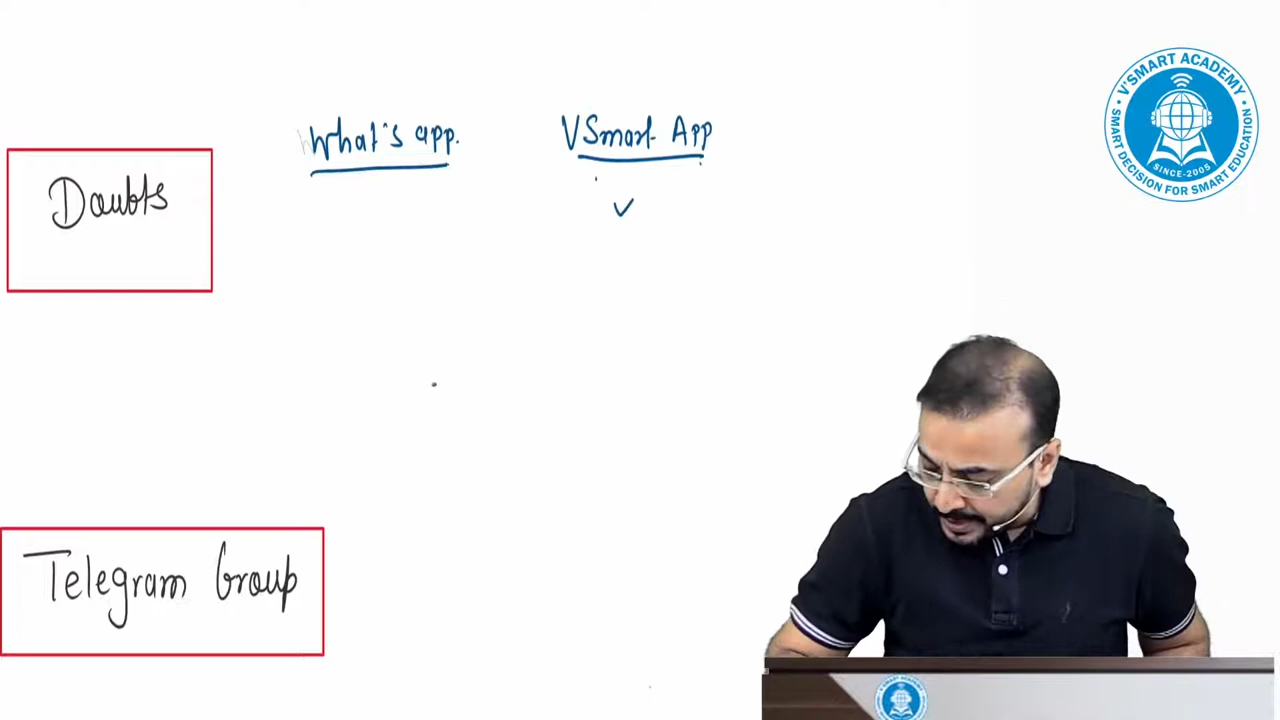 What's app.
VSmart App
Doubts
Telegram Group
V'SMART ACADEMY
SINCE-2005
SMART DECISION FOR SMART EDUCATION